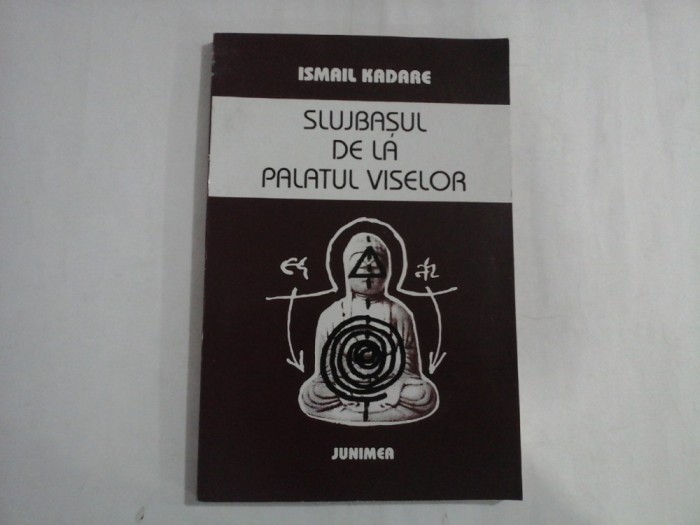 ISMAIL KADARE
SLUJBAȘUL
DE LA
PALATUL VISELOR
JUNIMEA